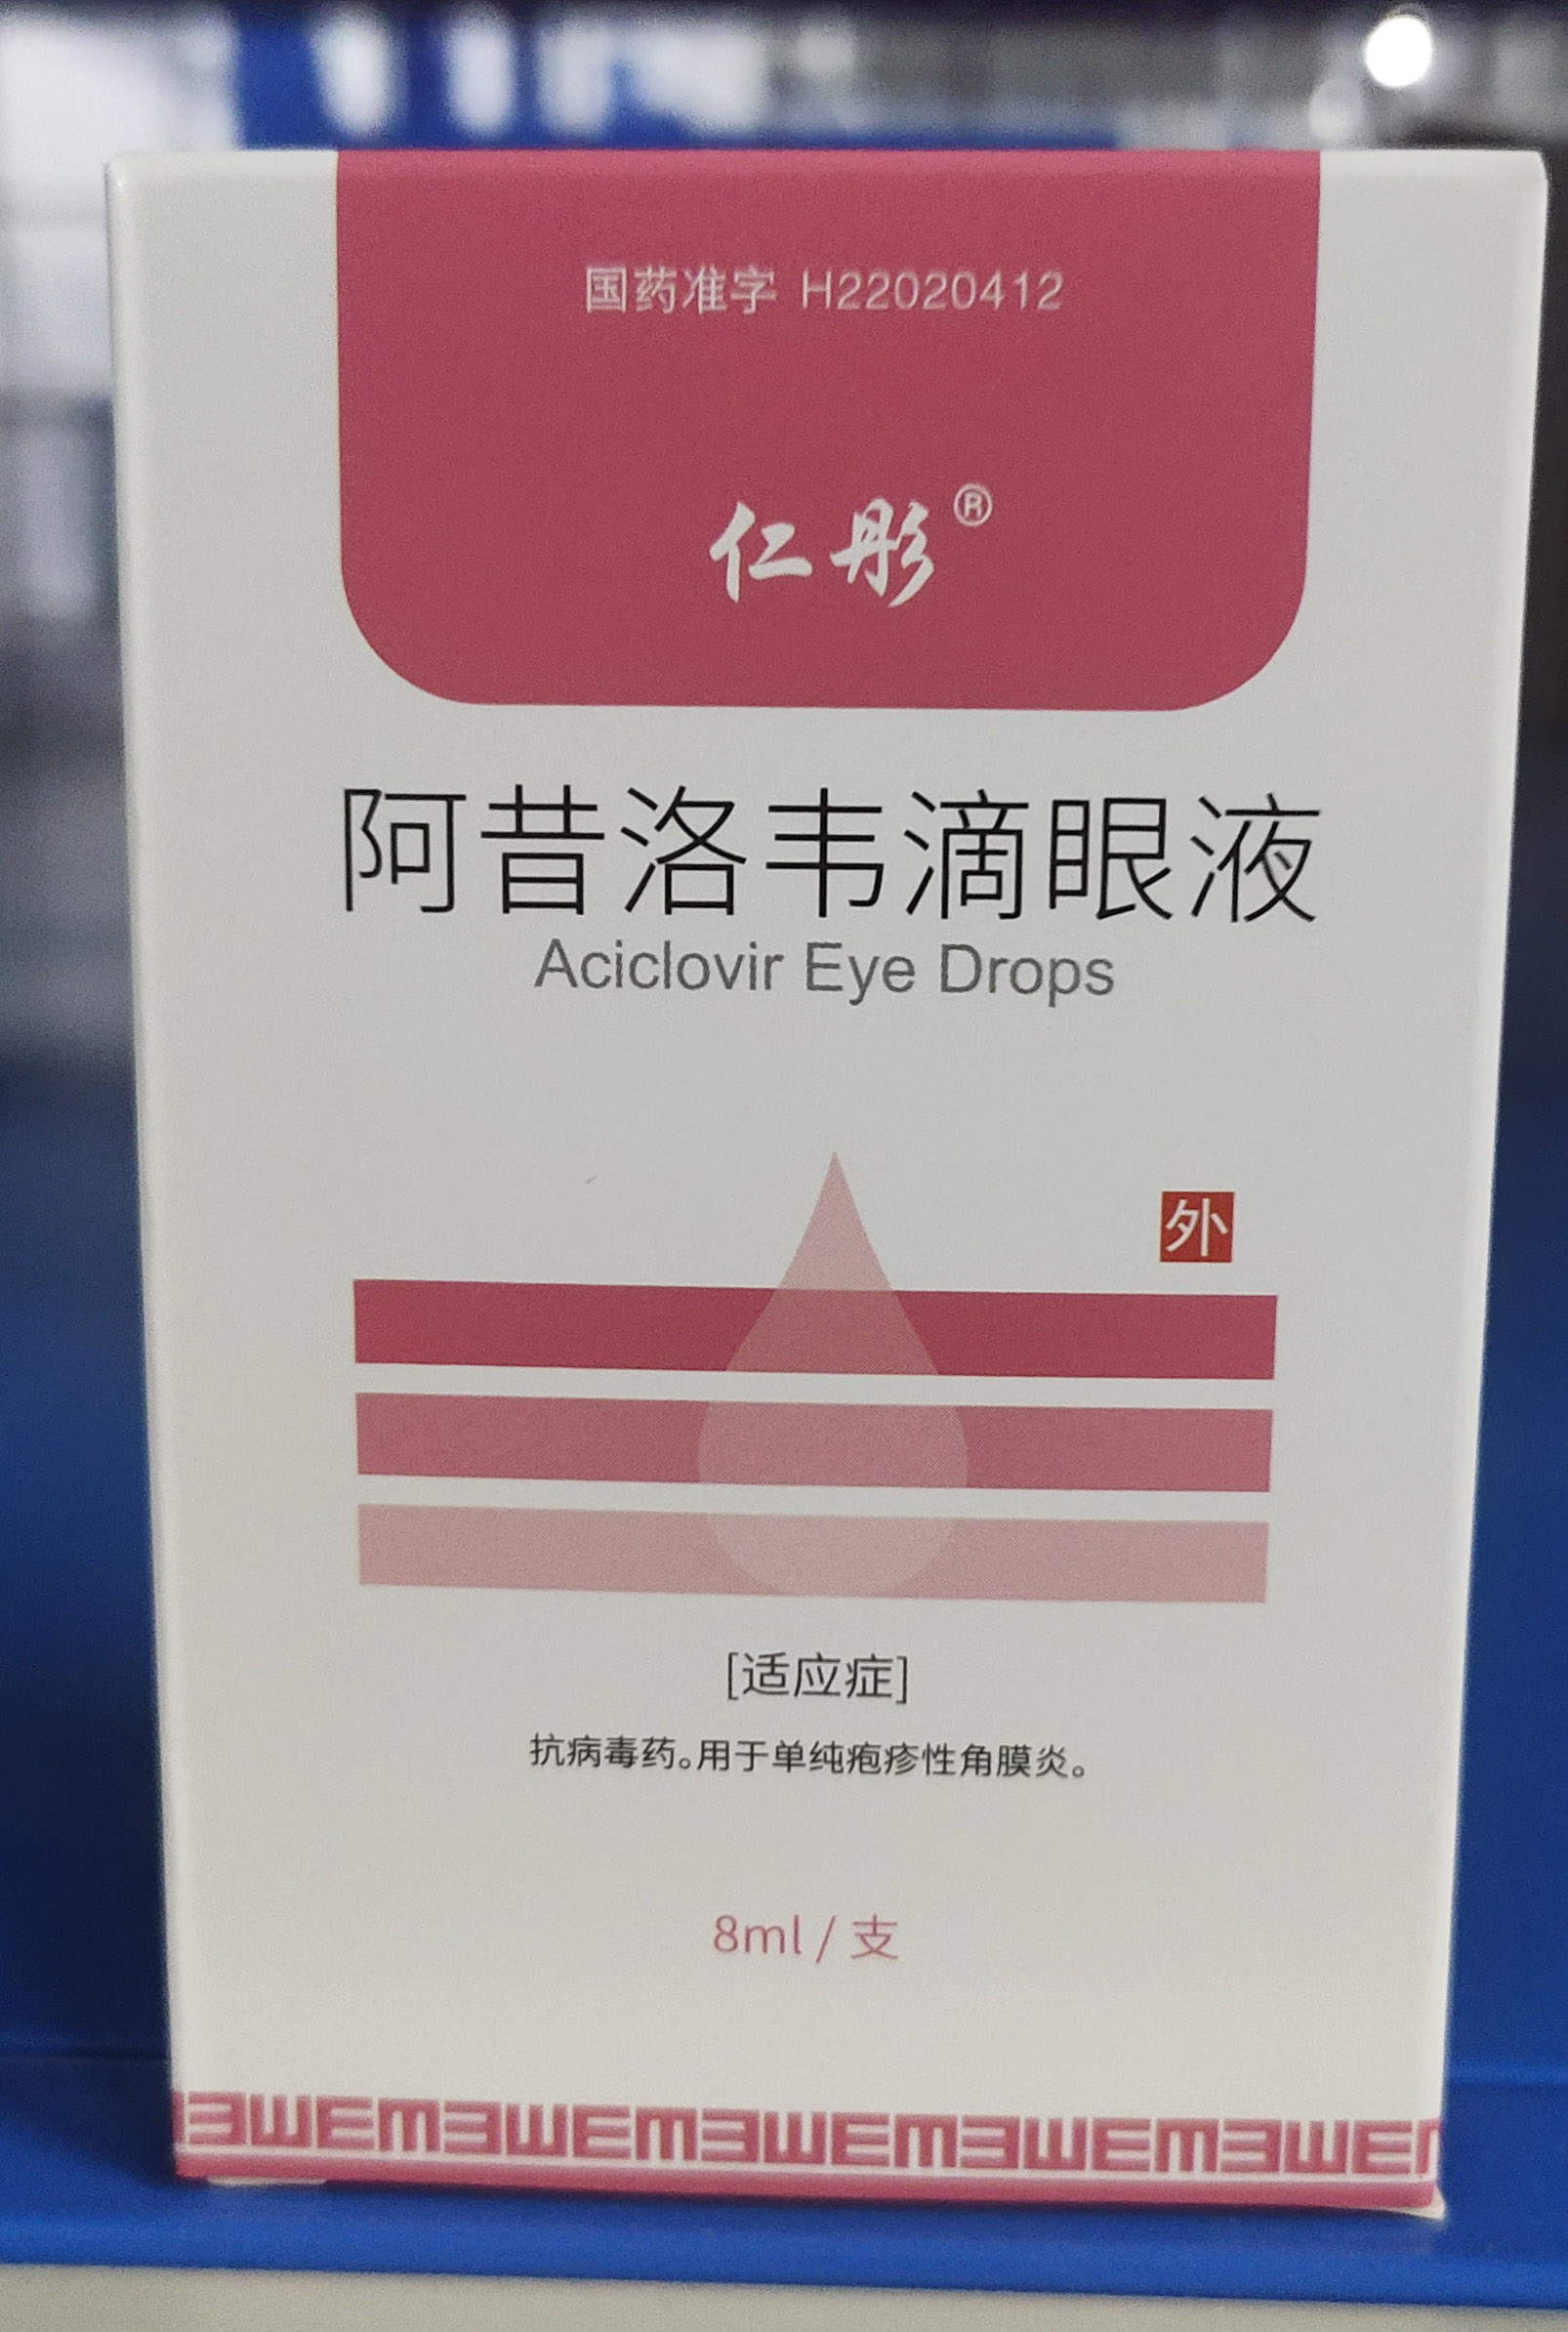 国药准字 H22020412
仁彤®
阿昔洛韦滴眼液
Aciclovir Eye Drops
外
[适应症]
抗病毒药。用于单纯疱疹性角膜炎。
8ml / 支